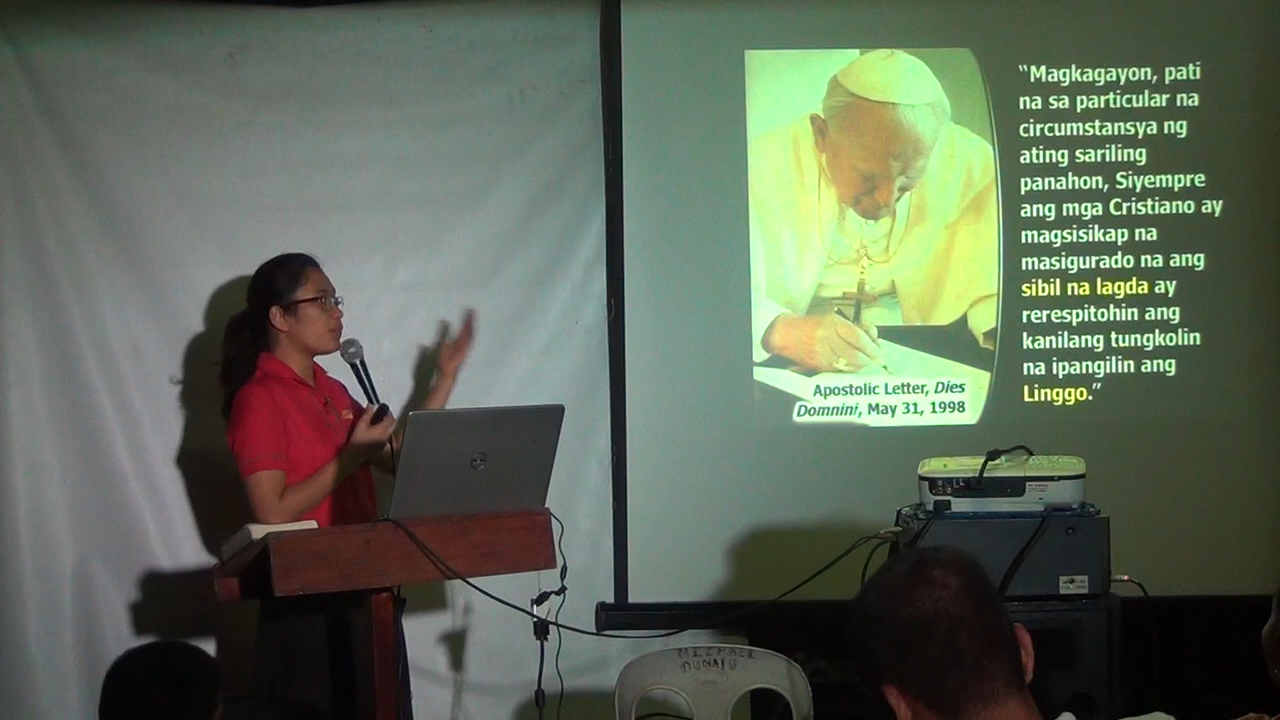 “Magkagayon, pati
na sa particular na
circumstansya ng
ating sariling
panahon, Siyempre
ang mga Cristiano ay
magsisikap na
masigurado na ang
sibil na lagda ay
rerespitohin ang
kanilang tungkolin
na ipangilin ang
Linggo.”
Apostolic Letter, Dies
Domnini, May 31, 1998